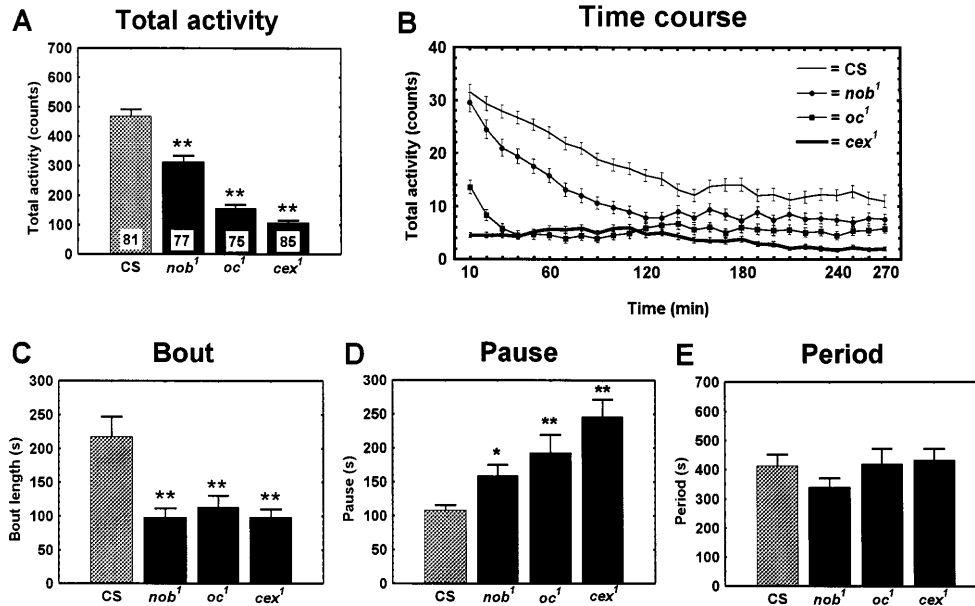 A Total activity
Total activity (counts)
700
600
500
400
300
200
100
0
**
**
**
81 77 75 85
CS nob¹ oc¹ cex¹
B Time course
Total activity (counts)
40
30
20
10
0
= CS
= nob¹
= oc¹
= cex¹
10 60 120 180 240 270
Time (min)
C Bout
Bout length (s)
300
250
200
150
100
50
0
** ** **
CS nob¹ oc¹ cex¹
D Pause
Pause (s)
300
250
200
150
100
50
0
*
**
**
CS nob¹ oc¹ cex¹
E Period
Period (s)
700
600
500
400
300
200
100
0
CS nob¹ oc¹ cex¹